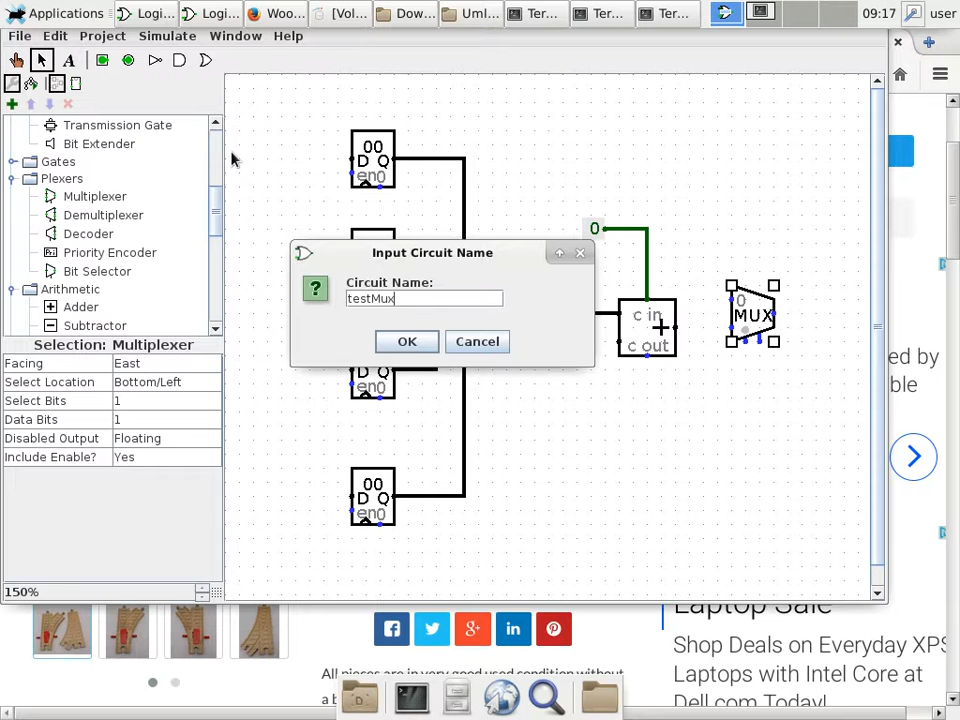 Applications
Logi...
Logi...
Woo...
[Vol...
Dow...
Uml...
Ter...
Ter...
Ter...
09:17
user
File Edit Project Simulate Window Help
A
Transmission Gate
Bit Extender
Gates
Plexers
Multiplexer
Demultiplexer
Decoder
Priority Encoder
Bit Selector
Arithmetic
Adder
Subtractor
Selection: Multiplexer
Facing East
Select Location Bottom/Left
Select Bits 1
Data Bits 1
Disabled Output Floating
Include Enable? Yes
150%
00
D Q
en0
Input Circuit Name
?
Circuit Name:
testMux
OK Cancel
D Q
en0
00
D Q
en0
0
c in
+
c out
0
MUX
ed by
ble
All pieces are in very good used condition without
Laptop Sale
Shop Deals on Everyday XPS
Laptops with Intel Core at
Dell.com Today!